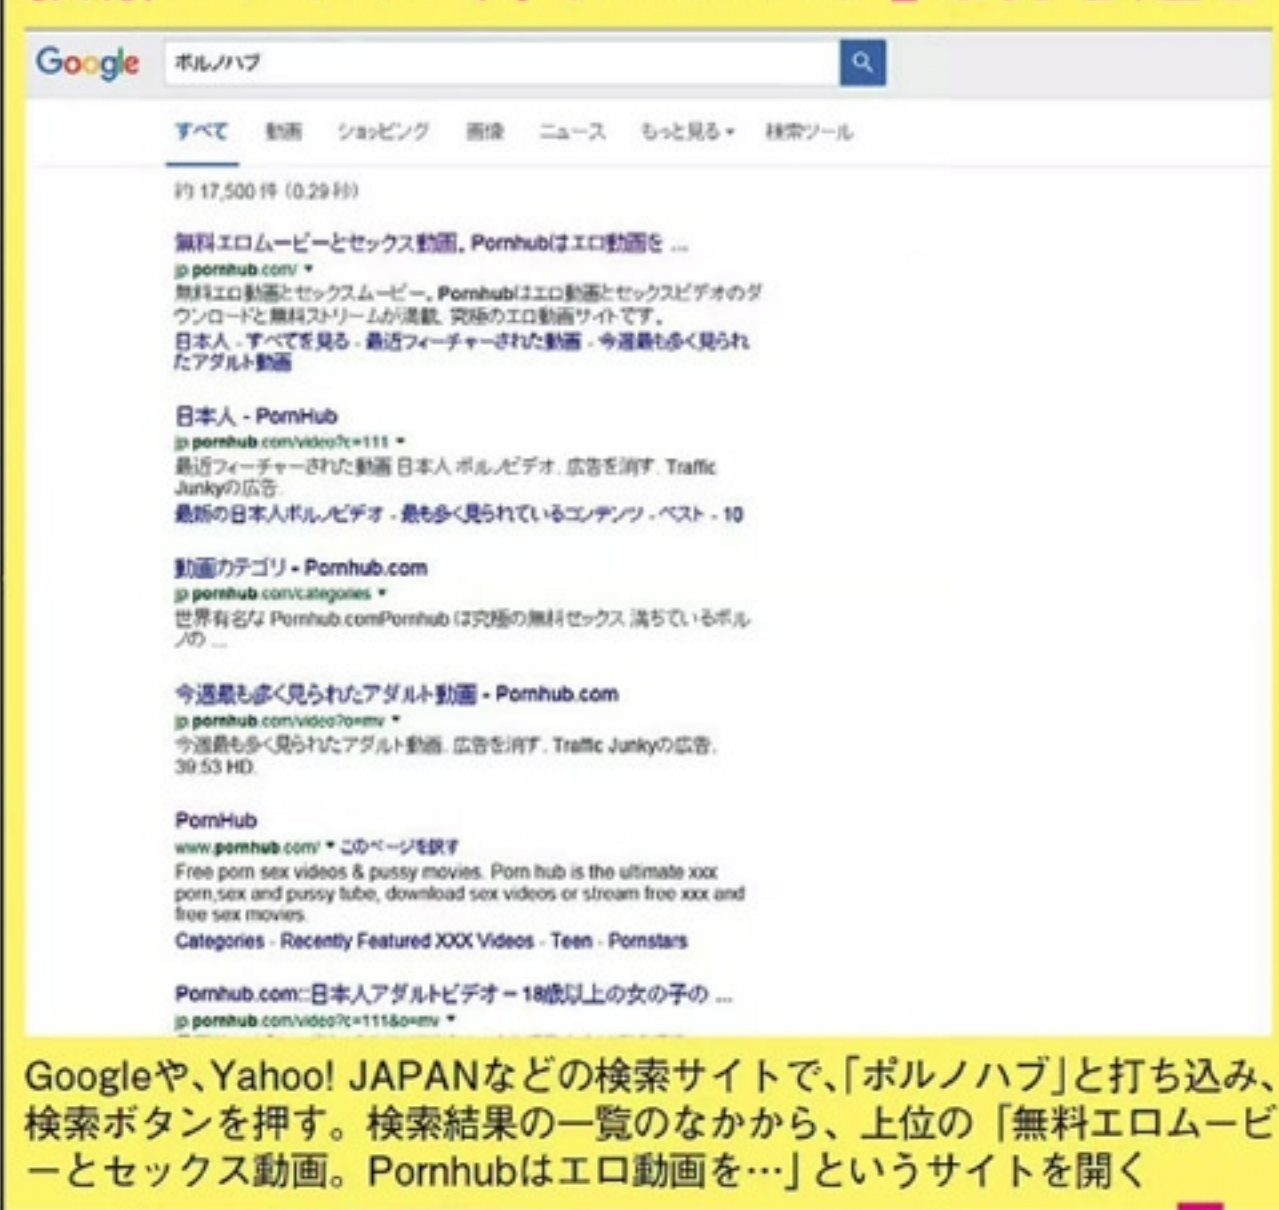 Google ポルノハブ
すべて 動画 ショッピング 画像 ニュース もっと見る 検索ツール
約 17,500 件 (0.29 秒)
無料エロムービーとセックス動画。Pornhubはエロ動画を ...
jp.pornhub.com/
無料エロ動画とセックスムービー。Pornhubはエロ動画とセックスビデオのダ
ウンロードと無料ストリームが満載, 究極のエロ動画サイトです。
日本人 - すべてを見る - 最近フィーチャーされた動画 - 今週最も多く見られ
たアダルト動画
日本人 - PornHub
jp.pornhub.com/video?c=111
最近フィーチャーされた動画 日本人 ポルノビデオ. 広告を消す. Traffic
Junkyの広告.
最新の日本人ポルノビデオ - 最も多く見られているコンテンツ - ベスト - 10
動画カテゴリ - Pornhub.com
jp.pornhub.com/categories
世界有名な Pornhub.comPornhub は究極の無料セックス 満ちているポル
ノの ...
今週最も多く見られたアダルト動画 - Pornhub.com
jp.pornhub.com/video?o=mv
今週最も多く見られたアダルト動画. 広告を消す. Traffic Junkyの広告.
39:53 HD.
PornHub
www.pornhub.com/ このページを訳す
Free porn sex videos & pussy movies. Porn hub is the ultimate xxx
porn,sex and pussy tube, download sex videos or stream free xxx and
free sex movies.
Categories - Recently Featured XXX Videos - Teen - Pornstars
Pornhub.com::日本人アダルトビデオ – 18歳以上の女の子の ...
jp.pornhub.com/video?c=111&o=mv
Googleや、Yahoo! JAPANなどの検索サイトで、「ポルノハブ」と打ち込み、
検索ボタンを押す。検索結果の一覧のなかから、上位の「無料エロムービ
ーとセックス動画。Pornhubはエロ動画を…」というサイトを開く